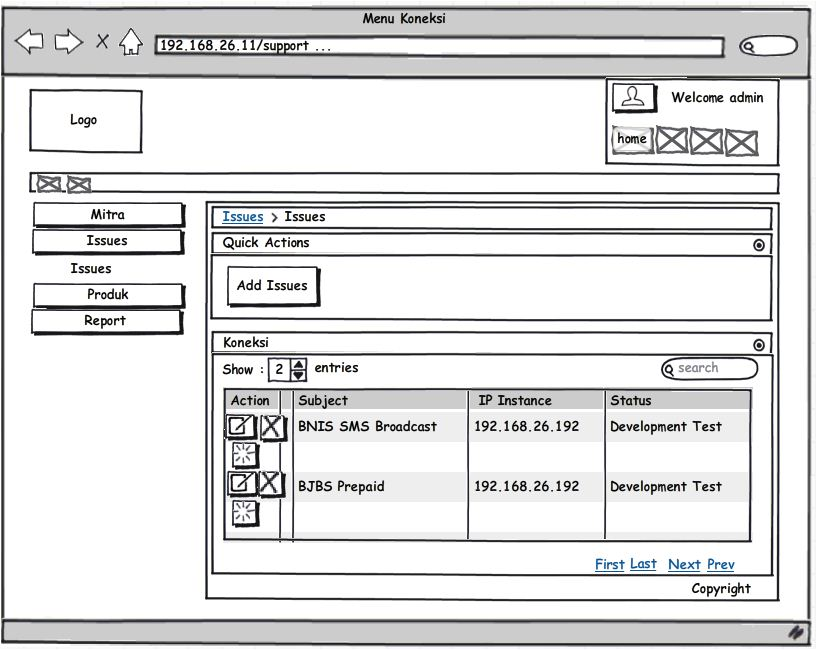 Menu Koneksi
192.168.26.11/support ...
Logo
Welcome admin
home
Mitra
Issues
Issues
Produk
Report
Issues > Issues
Quick Actions
Add Issues
Koneksi
Show : 2 entries
search
Action Subject IP Instance Status
BNIS SMS Broadcast 192.168.26.192 Development Test
BJBS Prepaid 192.168.26.192 Development Test
First Last Next Prev
Copyright